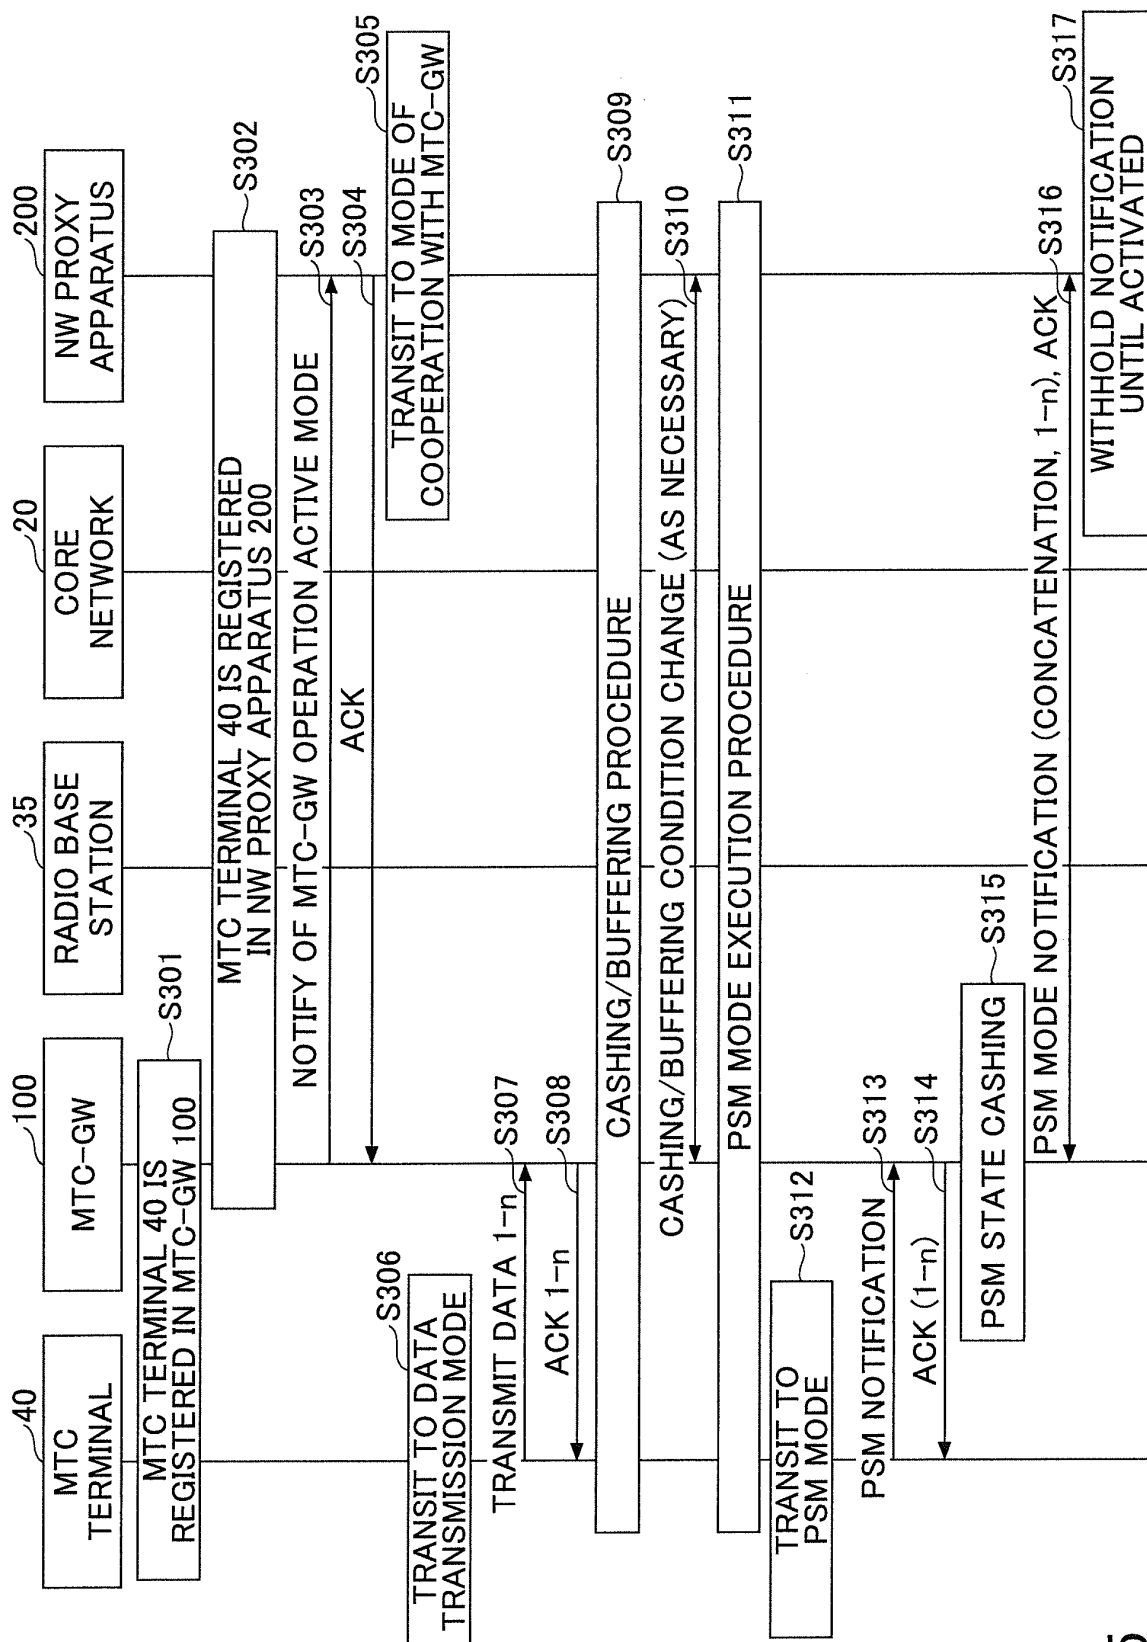 40
MTC
TERMINAL
100
MTC-GW
35
RADIO BASE
STATION
20
CORE
NETWORK
200
NW PROXY
APPARATUS
MTC TERMINAL 40 IS
REGISTERED IN MTC-GW 100
S301
MTC TERMINAL 40 IS REGISTERED
IN NW PROXY APPARATUS 200
S302
NOTIFY OF MTC-GW OPERATION ACTIVE MODE
S303
ACK
S304
TRANSIT TO MODE OF
COOPERATION WITH MTC-GW
S305
TRANSIT TO DATA
TRANSMISSION MODE
S306
TRANSMIT DATA 1-n
S307
ACK 1-n
S308
CASHING/BUFFERING PROCEDURE
S309
CASHING/BUFFERING CONDITION CHANGE (AS NECESSARY)
S310
PSM MODE EXECUTION PROCEDURE
S311
TRANSIT TO
PSM MODE
S312
PSM NOTIFICATION
S313
ACK (1-n)
S314
PSM STATE CASHING
S315
PSM MODE NOTIFICATION (CONCATENATION, 1-n), ACK
S316
WITHHOLD NOTIFICATION
UNTIL ACTIVATED
S317